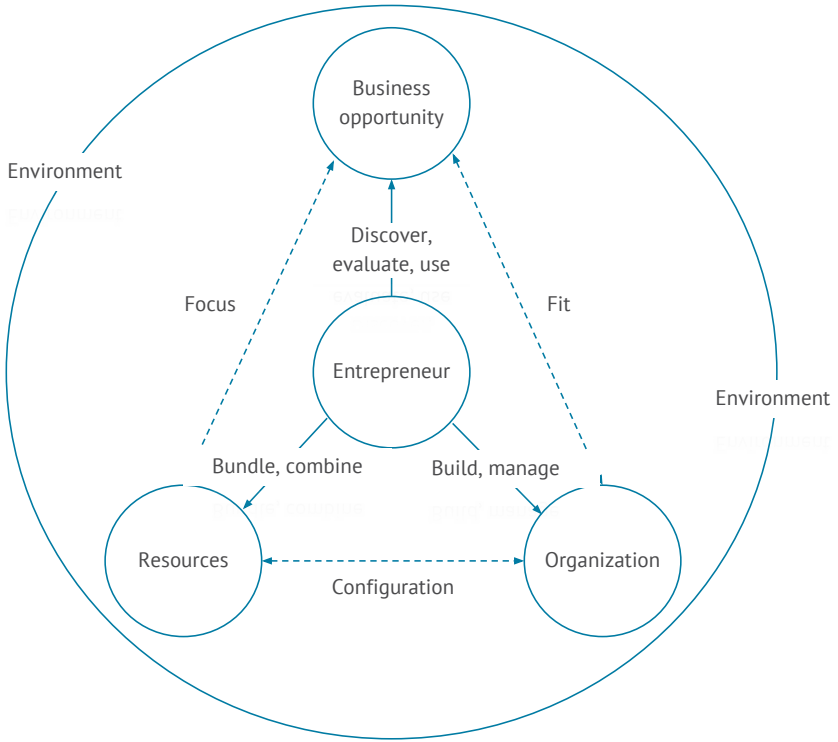 Business
opportunity
Environment
Discover,
evaluate, use
Focus
Fit
Entrepreneur
Environment
Bundle, combine
Build, manage
Resources
Organization
Configuration